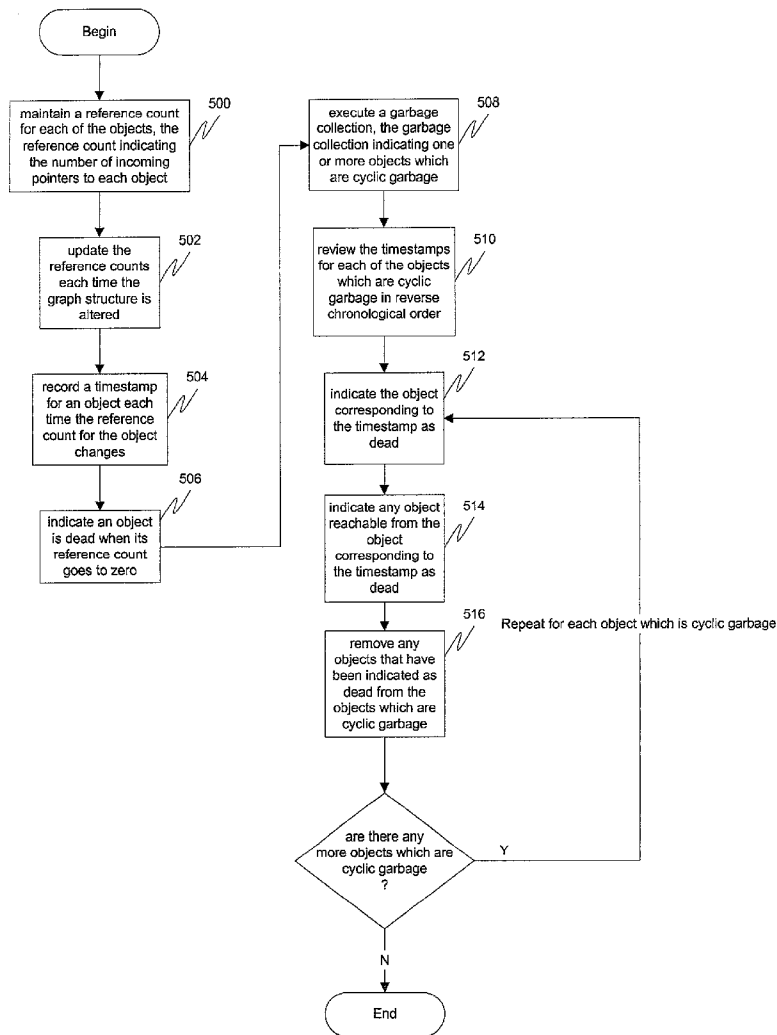 Begin
500
maintain a reference count
for each of the objects, the
reference count indicating
the number of incoming
pointers to each object
502
update the
reference counts
each time the
graph structure is
altered
504
record a timestamp
for an object each
time the reference
count for the object
changes
506
indicate an object
is dead when its
reference count
goes to zero
508
execute a garbage
collection, the garbage
collection indicating one
or more objects which
are cyclic garbage
510
review the timestamps
for each of the objects
which are cyclic
garbage in reverse
chronological order
512
indicate the object
corresponding to
the timestamp as
dead
514
indicate any object
reachable from the
object
corresponding to
the timestamp as
dead
516
Repeat for each object which is cyclic garbage
remove any
objects that have
been indicated as
dead from the
objects which are
cyclic garbage
are there any
more objects which are
cyclic garbage
?
Y
N
End